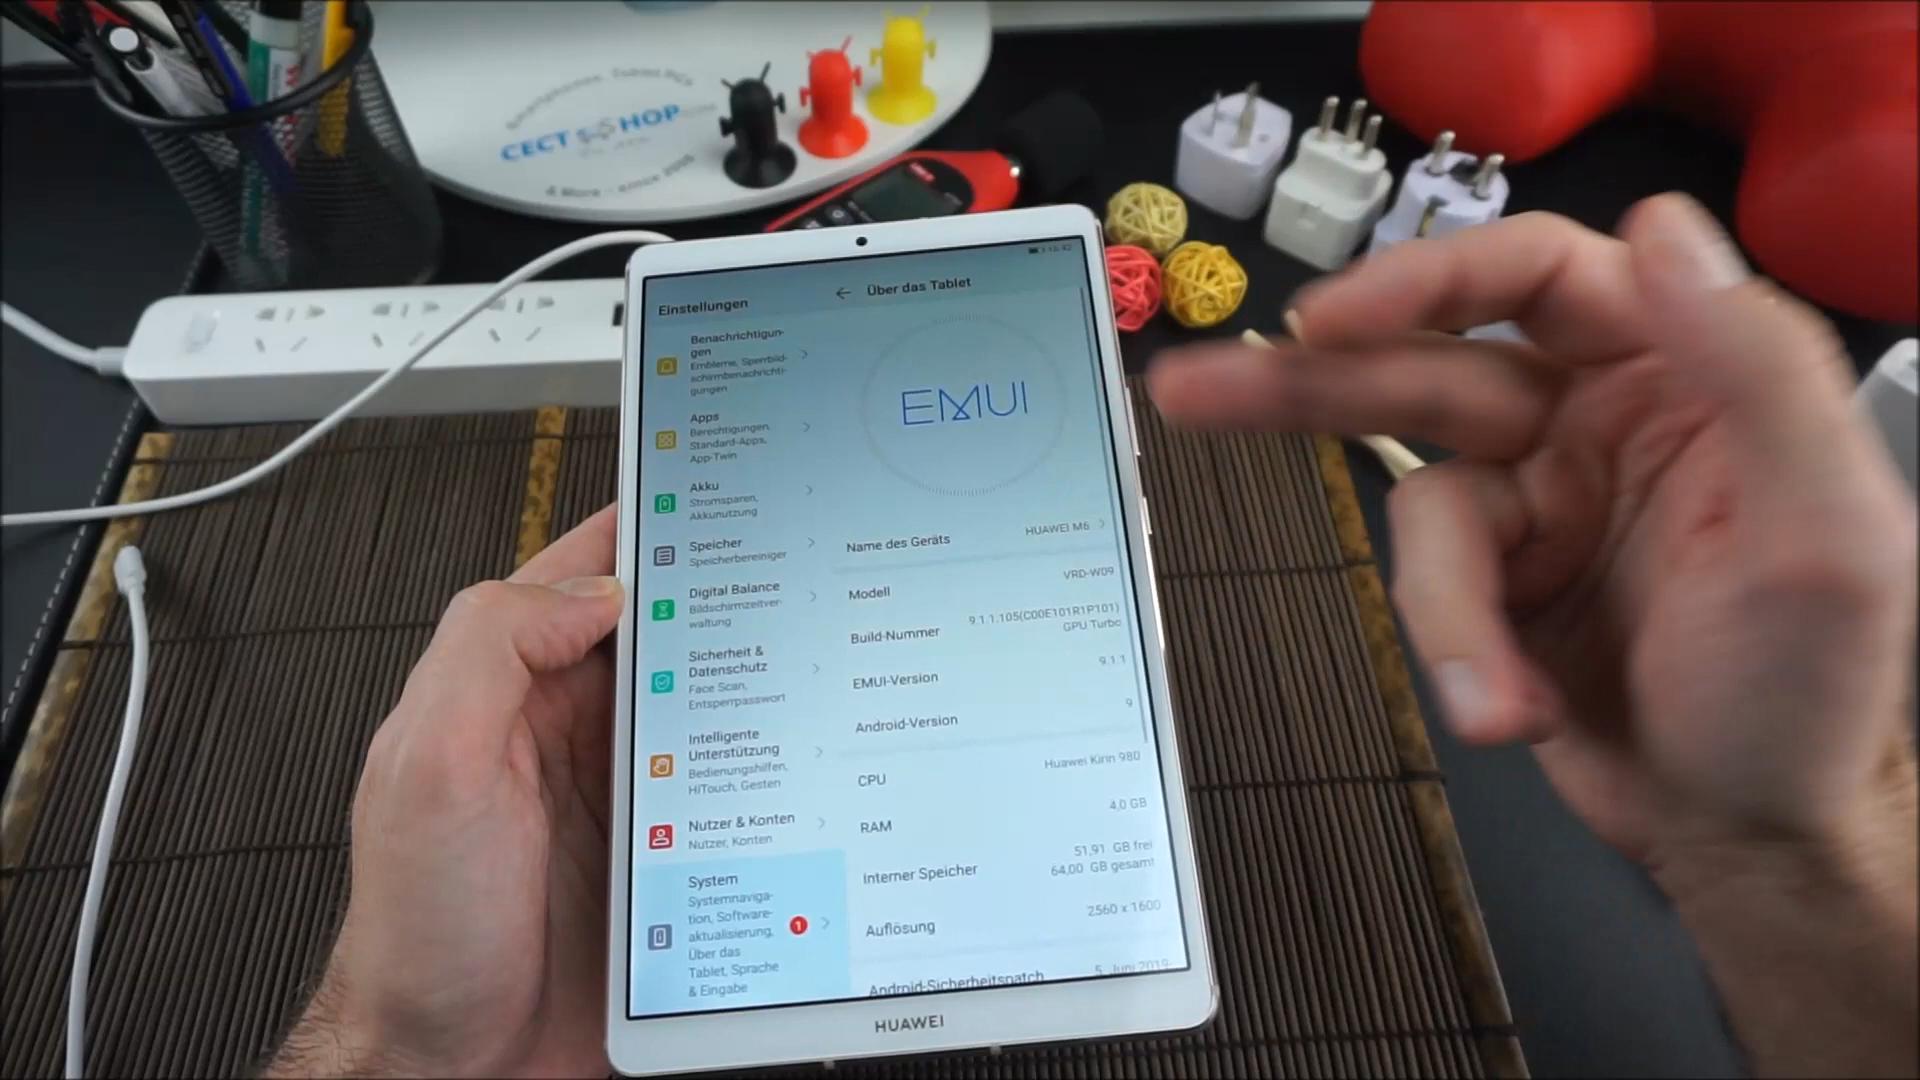 CECT SHOP
& More - since 2005
Einstellungen
Über das Tablet
Benachrichtigun-
gen
Embleme, Sperrbild-
schirmbenachrichti-
gungen
Apps
Berechtigungen,
Standard-Apps,
App-Twin
Akku
Stromsparen,
Akkunutzung
Speicher
Speicherbereiniger
Digital Balance
Bildschirmzeitver-
waltung
Sicherheit &
Datenschutz
Face Scan,
Entsperrpasswort
Intelligente
Unterstützung
Bedienungshilfen,
HiTouch, Gesten
Nutzer & Konten
Nutzer, Konten
System
Systemnaviga-
tion, Software-
aktualisierung,
Über das
Tablet, Sprache
& Eingabe
1
EMUI
Name des Geräts HUAWEI M6
Modell VRD-W09
Build-Nummer 9.1.1.105(C00E101R1P101)
GPU Turbo
EMUI-Version 9.1.1
Android-Version 9
CPU Huawei Kirin 980
RAM 4,0 GB
Interner Speicher 51,91 GB frei
64,00 GB gesamt
Auflösung 2560 x 1600
Android-Sicherheitspatch 5. Juni 2019
HUAWEI